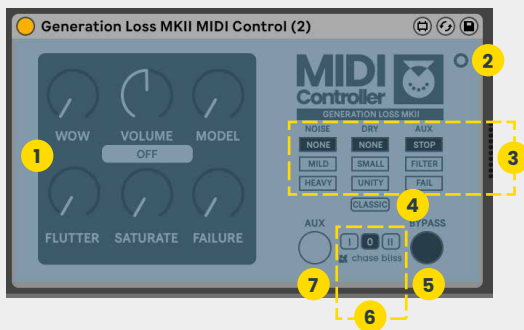 Generation Loss MKII MIDI Control (2)
MIDI
Controller
GENERATION LOSS MKII
2
WOW VOLUME MODEL
OFF
1
NOISE DRY AUX
NONE NONE STOP
MILD SMALL FILTER
HEAVY UNITY FAIL
3
CLASSIC
4
FLUTTER SATURATE FAILURE
AUX BYPASS
I 0 II
chase bliss
7 5
6